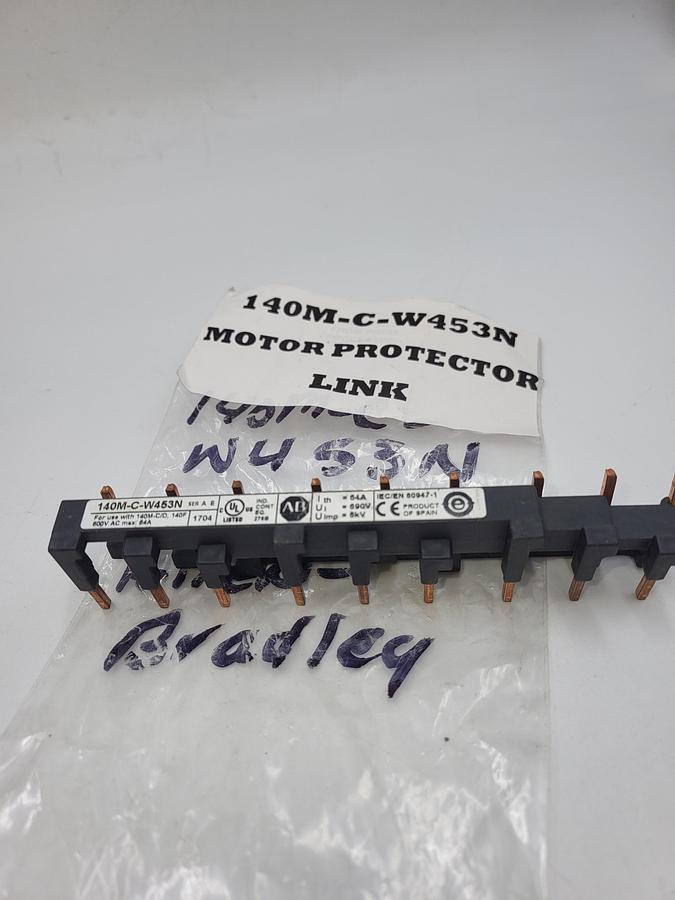 140M-C-W453N
MOTOR PROTECTOR
LINK
W453N
140M-C-W453N SER A
For use with 140M-C/D, 140F
600V AC max; 64A
1704
C UL US
LISTED
IND.
CONT.
EQ.
AB
I th = 64A
U i = 690V
U imp = 6kV
IEC/EN 60947-1
CE PRODUCT
OF SPAIN
e
Bradley